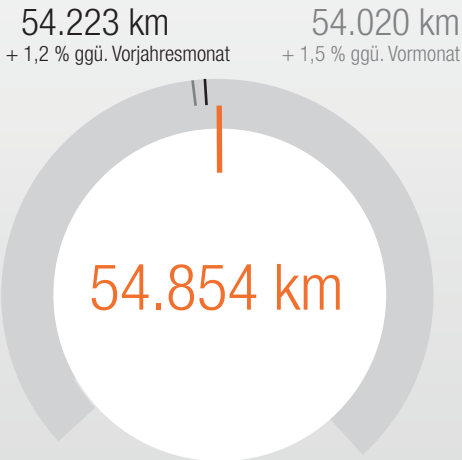 54.223 km
+ 1,2 % ggü. Vorjahresmonat
54.020 km
+ 1,5 % ggü. Vormonat
54.854 km